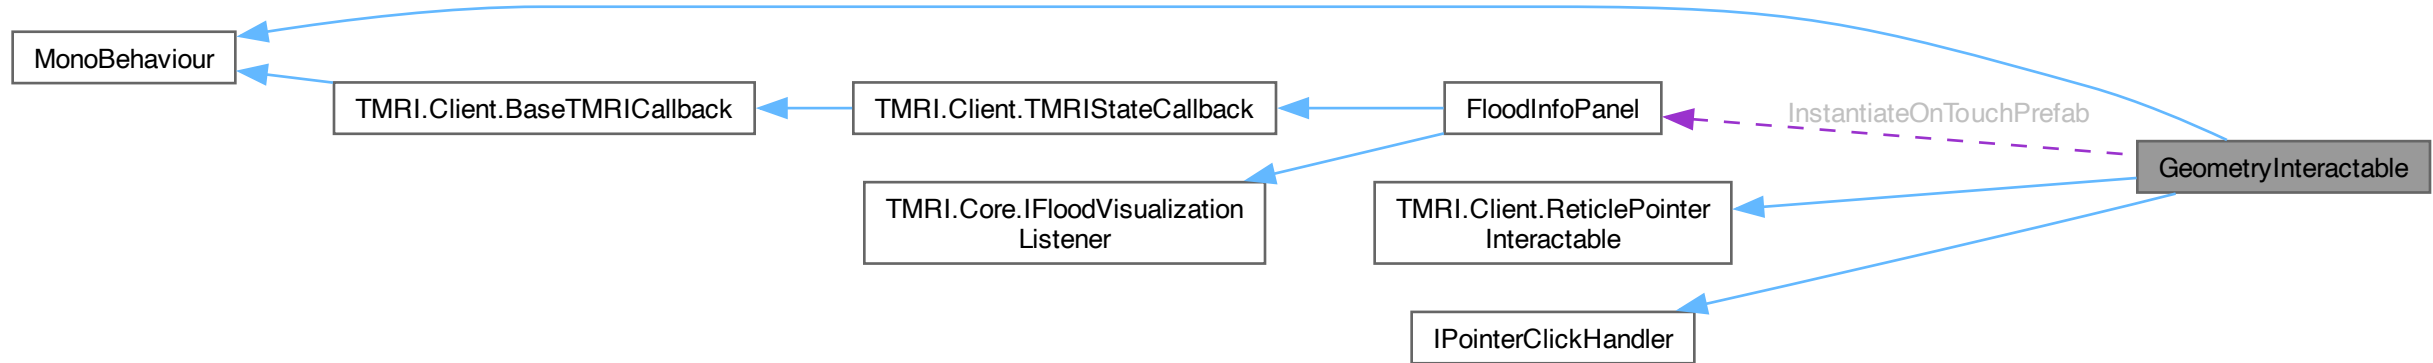 MonoBehaviour
TMRI.Client.BaseTMRICallback
TMRI.Client.TMRIStateCallback
FloodInfoPanel
InstantiateOnTouchPrefab
GeometryInteractable
TMRI.Core.IFloodVisualization
Listener
TMRI.Client.ReticlePointer
Interactable
IPointerClickHandler